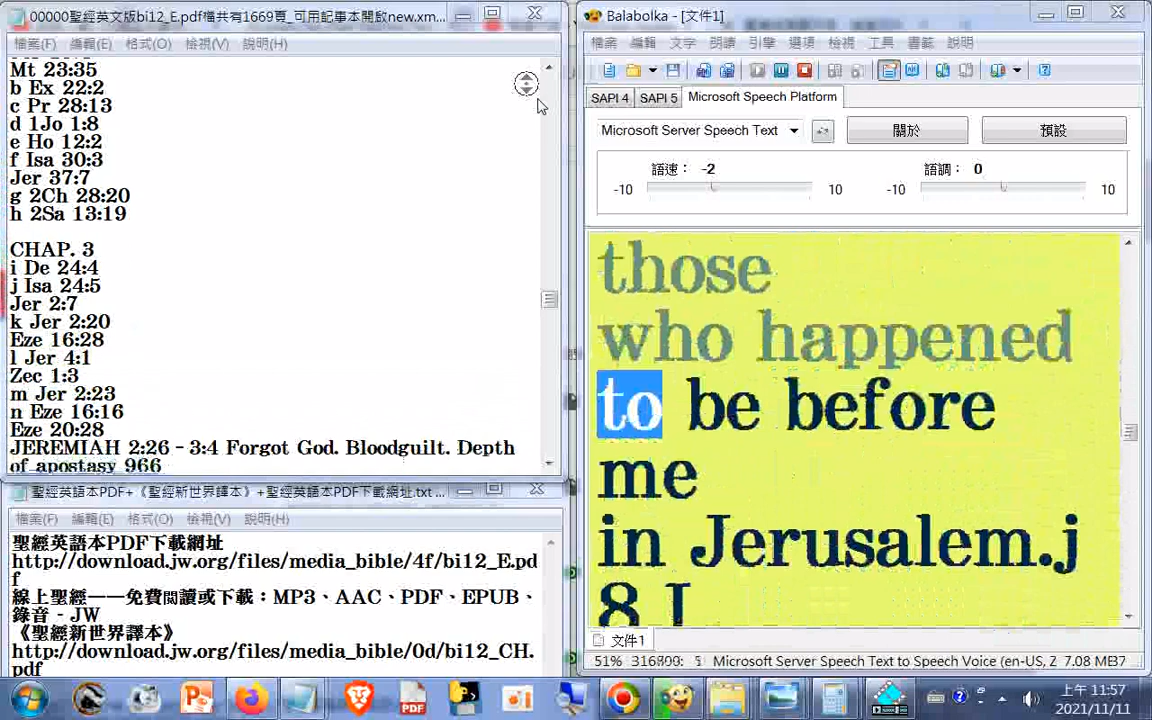 00000聖經英文版bi12_E.pdf檔共有1669頁_可用記事本開啟new.xm...
檔案(F) 編輯(E) 格式(O) 檢視(V) 說明(H)
Mt 23:35
b Ex 22:2
c Pr 28:13
d 1Jo 1:8
e Ho 12:2
f Isa 30:3
Jer 37:7
g 2Ch 28:20
h 2Sa 13:19
CHAP. 3
i De 24:4
j Isa 24:5
Jer 2:7
k Jer 2:20
Eze 16:28
l Jer 4:1
Zec 1:3
m Jer 2:23
n Eze 16:16
Eze 20:28
JEREMIAH 2:26 – 3:4 Forgot God. Bloodguilt. Depth
of apostasy 966
聖經英語本PDF+《聖經新世界譯本》+聖經英語本PDF下載網址.txt ...
檔案(F) 編輯(E) 格式(O) 檢視(V) 說明(H)
聖經英語本PDF下載網址
http://download.jw.org/files/media_bible/4f/bi12_E.pd
f
線上聖經——免費閱讀或下載：MP3、AAC、PDF、EPUB、
錄音 - JW
《聖經新世界譯本》
http://download.jw.org/files/media_bible/0d/bi12_CH.
pdf
Balabolka - [文件1]
檔案 編輯 文字 朗讀 引擎 選項 檢視 工具 書籤 說明
SAPI 4 SAPI 5 Microsoft Speech Platform
Microsoft Server Speech Text 關於 預設
語速： -2 語調： 0
-10 10 -10 10
those
who happened
to be before
me
in Jerusalem.j
8 I
文件1
51% Microsoft Server Speech Text to Speech Voice (en-US, Z 7.08 MB
上午 11:57
2021/11/11